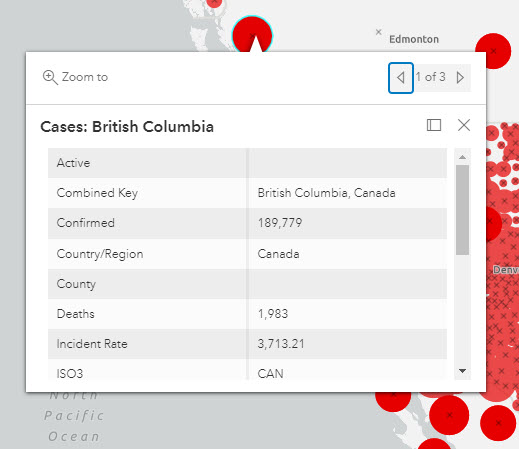 Edmonton
Zoom to
1 of 3
Cases: British Columbia
Active
Combined Key British Columbia, Canada
Confirmed 189,779
Country/Region Canada
County
Deaths 1,983
Incident Rate 3,713.21
ISO3 CAN
Denv
North
Pacific
Ocean